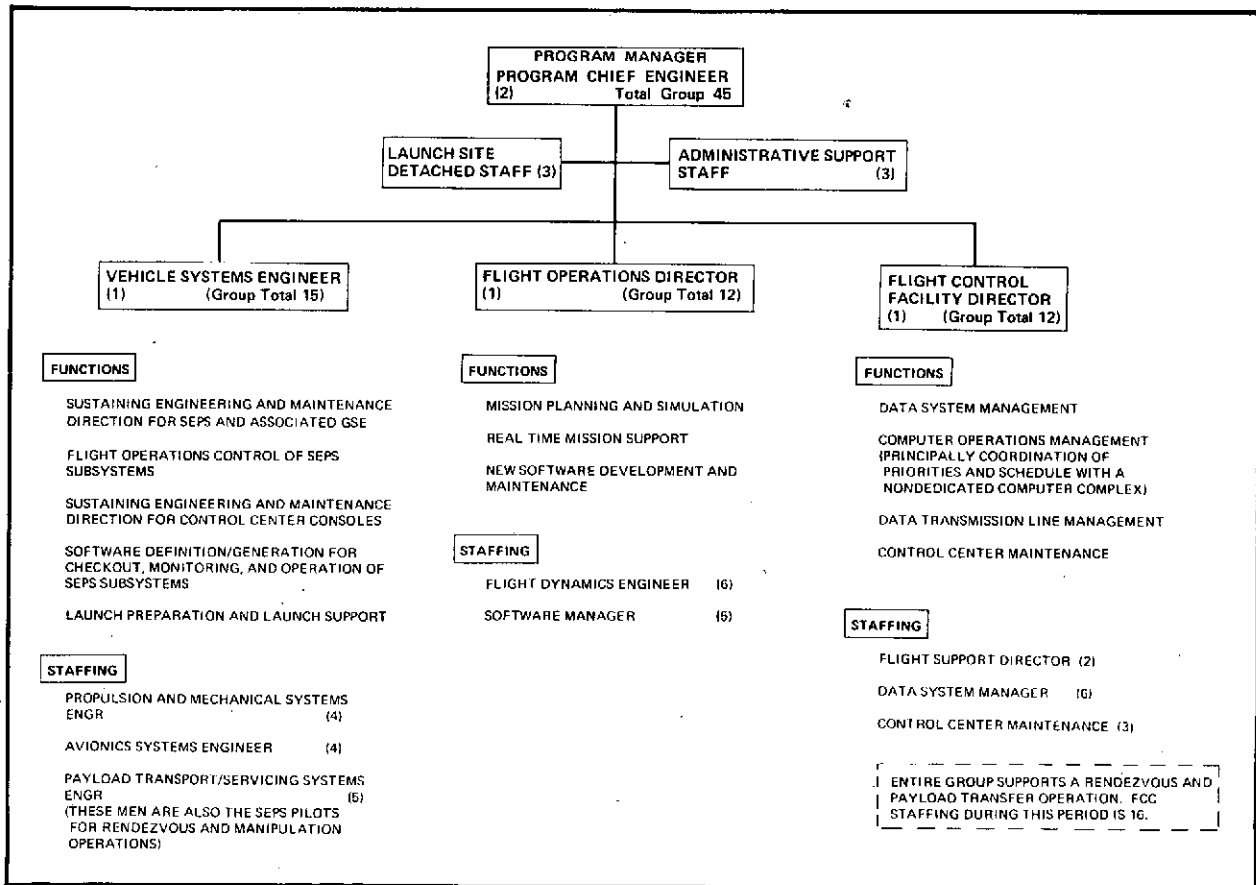 PROGRAM MANAGER
PROGRAM CHIEF ENGINEER
(2) Total Group 45
LAUNCH SITE
DETACHED STAFF (3)
ADMINISTRATIVE SUPPORT
STAFF (3)
VEHICLE SYSTEMS ENGINEER
(1) (Group Total 15)
FUNCTIONS
SUSTAINING ENGINEERING AND MAINTENANCE
DIRECTION FOR SEPS AND ASSOCIATED GSE
FLIGHT OPERATIONS CONTROL OF SEPS
SUBSYSTEMS
SUSTAINING ENGINEERING AND MAINTENANCE
DIRECTION FOR CONTROL CENTER CONSOLES
SOFTWARE DEFINITION/GENERATION FOR
CHECKOUT, MONITORING, AND OPERATION OF
SEPS SUBSYSTEMS
LAUNCH PREPARATION AND LAUNCH SUPPORT
STAFFING
PROPULSION AND MECHANICAL SYSTEMS
ENGR (4)
AVIONICS SYSTEMS ENGINEER (4)
PAYLOAD TRANSPORT/SERVICING SYSTEMS
ENGR (5)
(THESE MEN ARE ALSO THE SEPS PILOTS
FOR RENDEZVOUS AND MANIPULATION
OPERATIONS)
FLIGHT OPERATIONS DIRECTOR
(1) (Group Total 12)
FUNCTIONS
MISSION PLANNING AND SIMULATION
REAL TIME MISSION SUPPORT
NEW SOFTWARE DEVELOPMENT AND
MAINTENANCE
STAFFING
FLIGHT DYNAMICS ENGINEER (6)
SOFTWARE MANAGER (5)
FLIGHT CONTROL
FACILITY DIRECTOR
(1) (Group Total 12)
FUNCTIONS
DATA SYSTEM MANAGEMENT
COMPUTER OPERATIONS MANAGEMENT
(PRINCIPALLY COORDINATION OF
PRIORITIES AND SCHEDULE WITH A
NONDEDICATED COMPUTER COMPLEX)
DATA TRANSMISSION LINE MANAGEMENT
CONTROL CENTER MAINTENANCE
STAFFING
FLIGHT SUPPORT DIRECTOR (2)
DATA SYSTEM MANAGER (6)
CONTROL CENTER MAINTENANCE (3)
ENTIRE GROUP SUPPORTS A RENDEZVOUS AND
PAYLOAD TRANSFER OPERATION. FCC
STAFFING DURING THIS PERIOD IS 16.